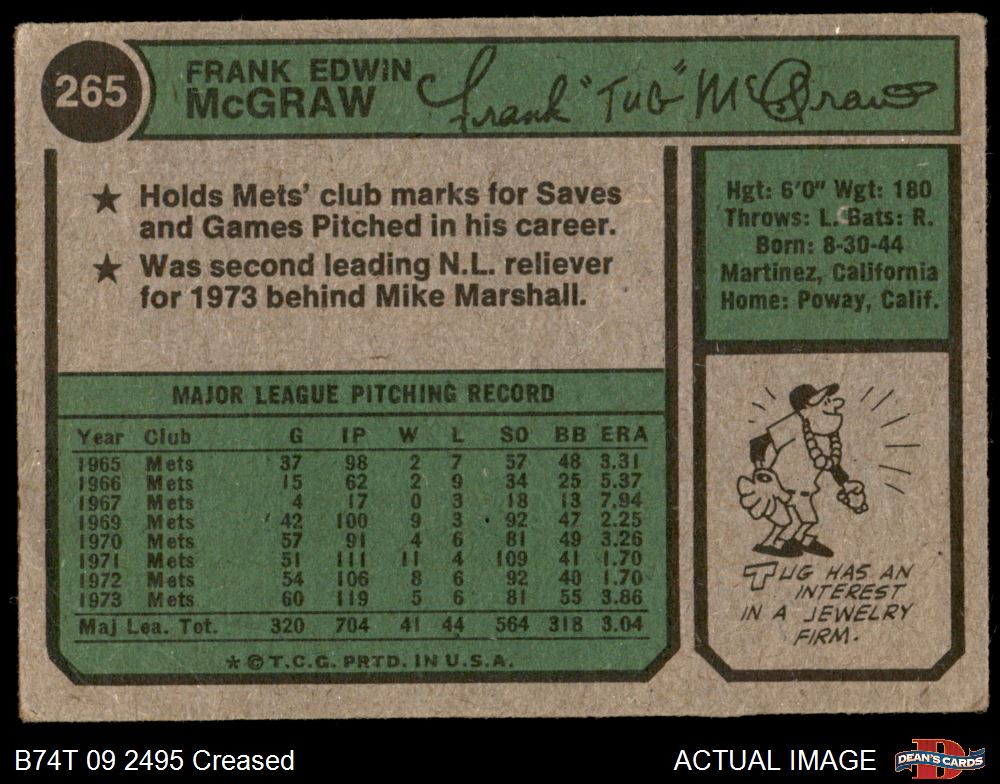 265
FRANK EDWIN
McGRAW
Frank "Tug" McGraw
★ Holds Mets' club marks for Saves
and Games Pitched in his career.
★ Was second leading N.L. reliever
for 1973 behind Mike Marshall.
Hgt: 6'0" Wgt: 180
Throws: L. Bats: R.
Born: 8-30-44
Martinez, California
Home: Poway, Calif.
MAJOR LEAGUE PITCHING RECORD
Year Club G IP W L SO BB ERA
1965 Mets 37 98 2 7 57 48 3.31
1966 Mets 15 62 2 9 34 25 5.37
1967 Mets 4 17 0 3 18 13 7.94
1969 Mets 42 100 9 3 92 47 2.25
1970 Mets 57 91 4 6 81 49 3.26
1971 Mets 51 111 11 4 109 41 1.70
1972 Mets 54 106 8 6 92 40 1.70
1973 Mets 60 119 5 6 81 55 3.86
Maj Lea. Tot. 320 704 41 44 564 318 3.04
★ © T.C.G. PRTD. IN U.S.A.
TUG HAS AN
INTEREST
IN A JEWELRY
FIRM.
B74T 09 2495 Creased
ACTUAL IMAGE
DEAN'S CARDS